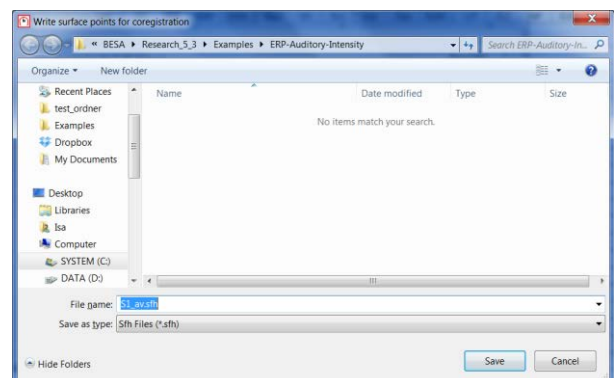 Write surface points for coregistration
« BESA ▸ Research_5_3 ▸ Examples ▸ ERP-Auditory-Intensity
Search ERP-Auditory-In...
Organize ▾ New folder
Name Date modified Type Size
Recent Places
test_ordner
Examples
Dropbox
My Documents
No items match your search.
Desktop
Libraries
Isa
Computer
SYSTEM (C:)
DATA (D:)
File name: S1_av.sfh
Save as type: Sfh Files (*.sfh)
Hide Folders
Save Cancel